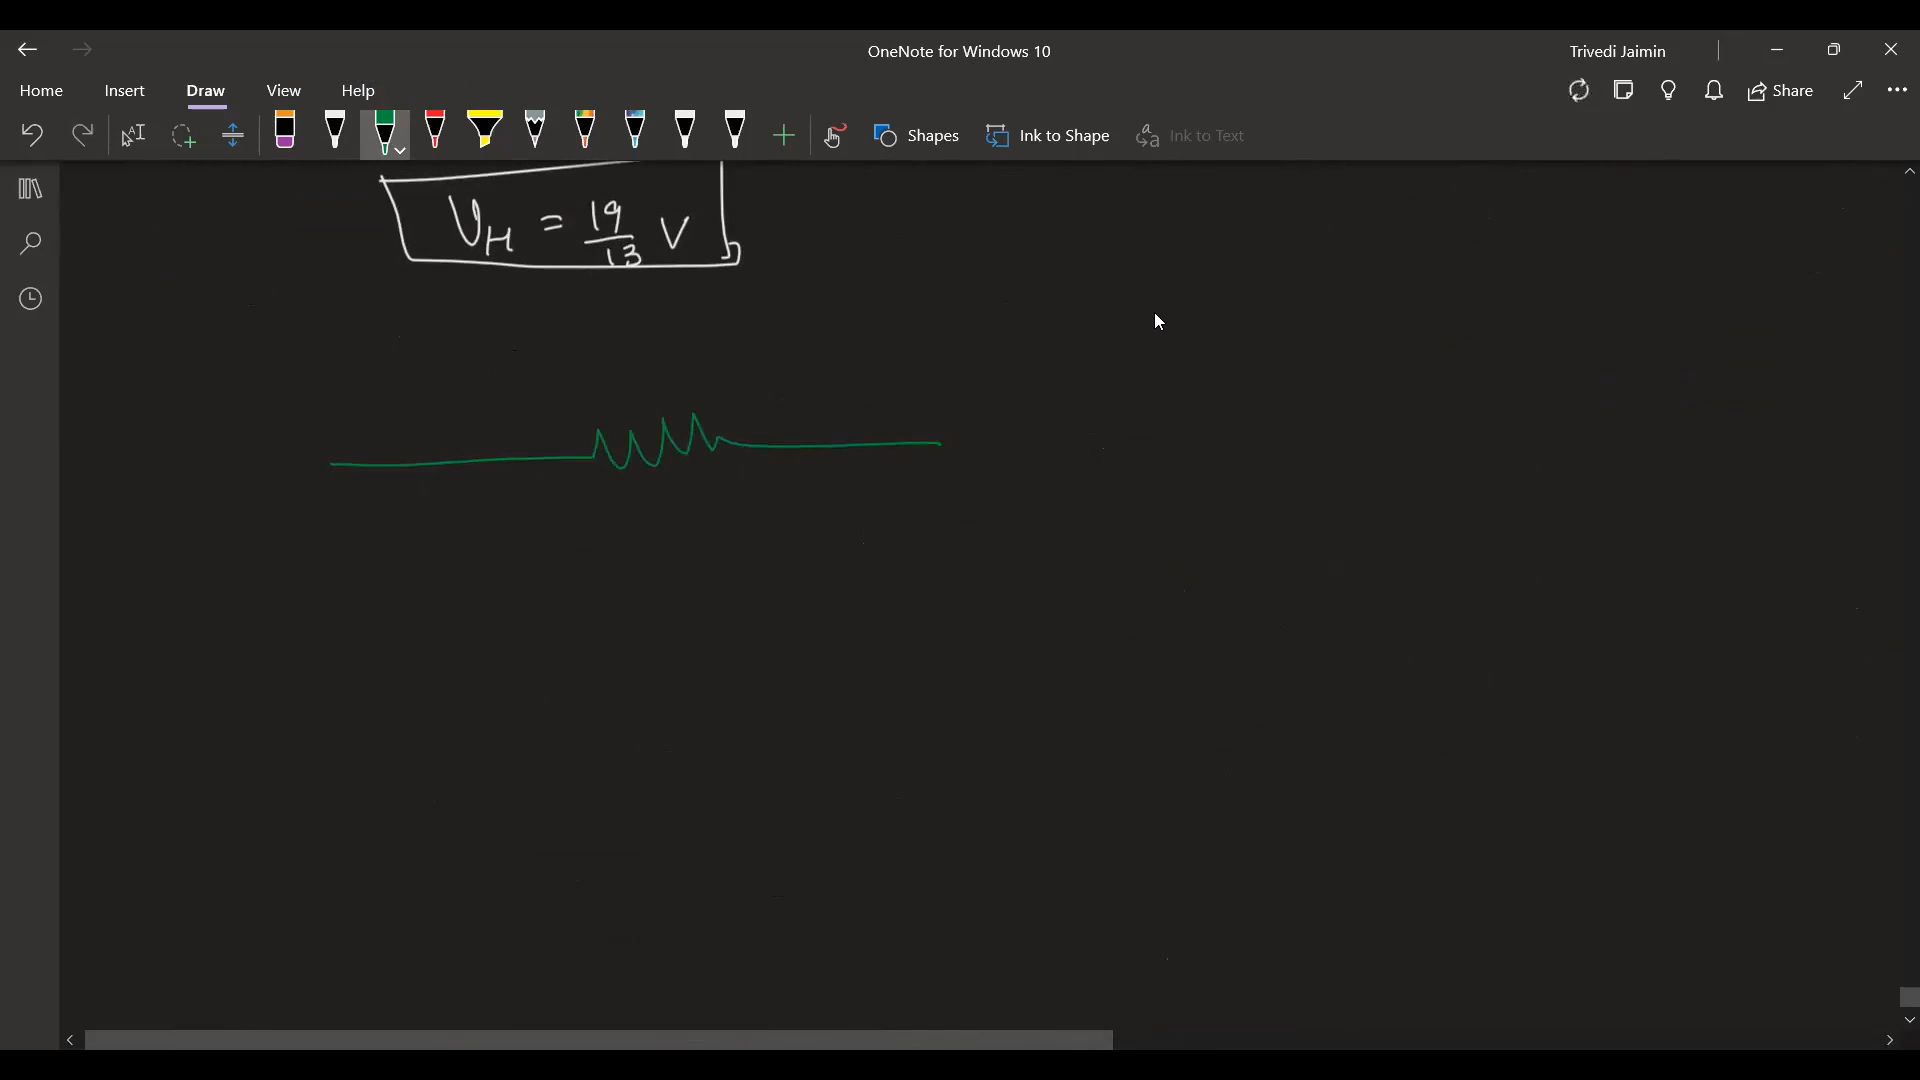 OneNote for Windows 10
Trivedi Jaimin
Home Insert Draw View Help
Share
Shapes Ink to Shape Ink to Text
V_H = 19/13 V